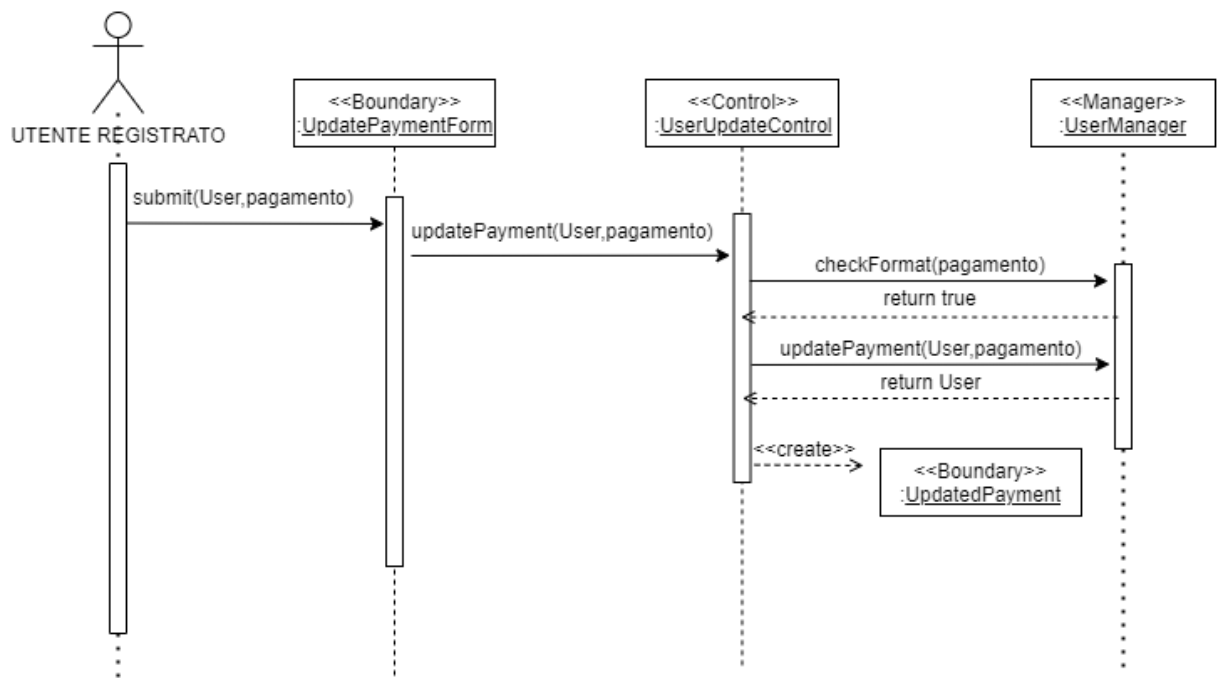 <<Boundary>>
:UpdatePaymentForm
<<Control>>
:UserUpdateControl
<<Manager>>
:UserManager
UTENTE REGISTRATO
submit(User,pagamento)
updatePayment(User,pagamento)
checkFormat(pagamento)
return true
updatePayment(User,pagamento)
return User
<<create>>
<<Boundary>>
:UpdatedPayment